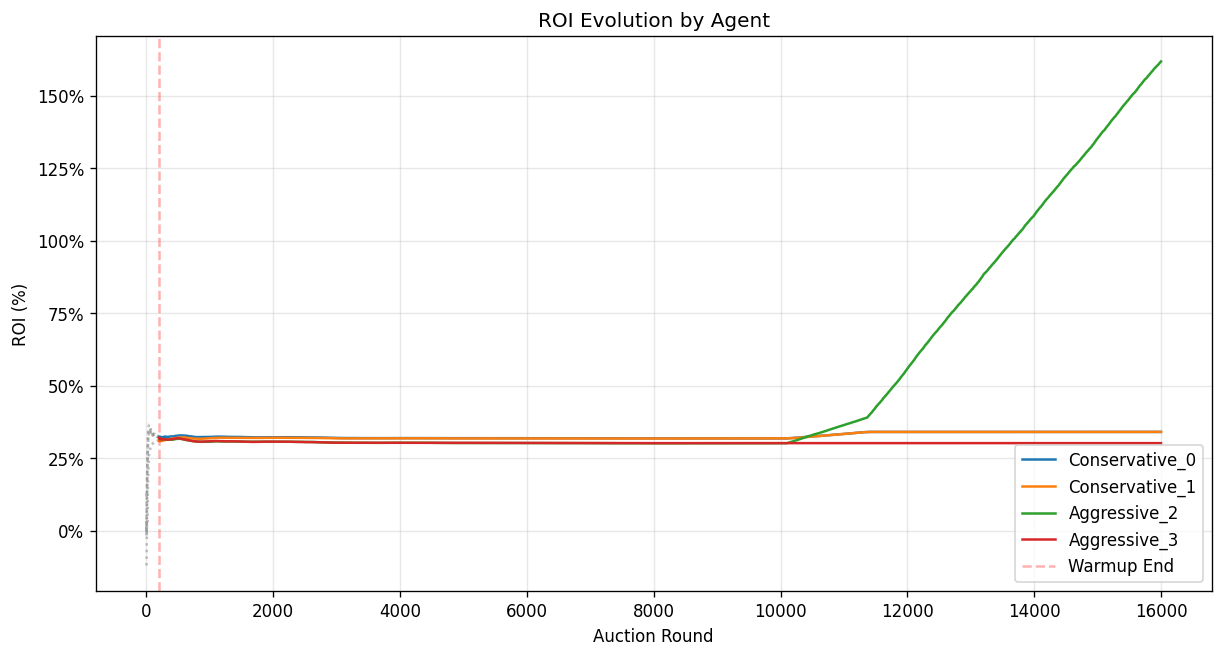 ROI Evolution by Agent
ROI (%)
150%
125%
100%
75%
50%
25%
0%
0 2000 4000 6000 8000 10000 12000 14000 16000
Auction Round
Conservative_0
Conservative_1
Aggressive_2
Aggressive_3
Warmup End